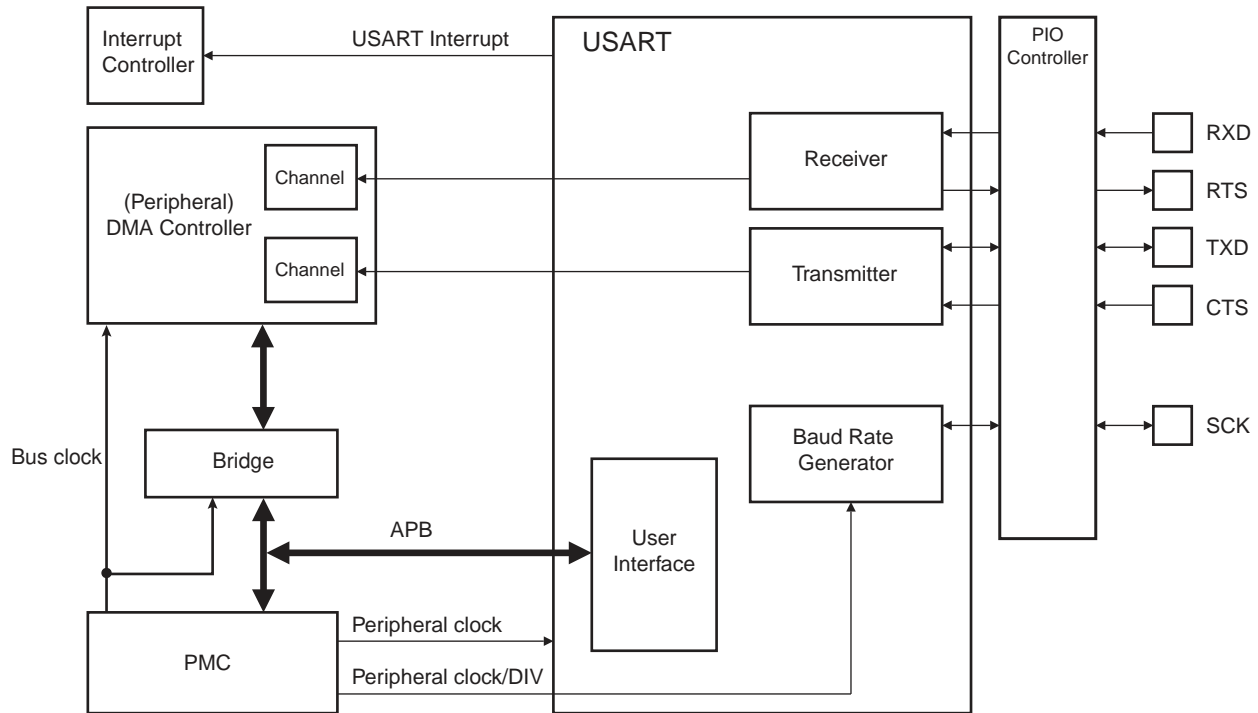 Interrupt
Controller
USART Interrupt
USART
PIO
Controller
(Peripheral)
DMA Controller
Channel
Channel
Receiver
Transmitter
RXD
RTS
TXD
CTS
SCK
Baud Rate
Generator
Bus clock
Bridge
APB
User
Interface
PMC
Peripheral clock
Peripheral clock/DIV